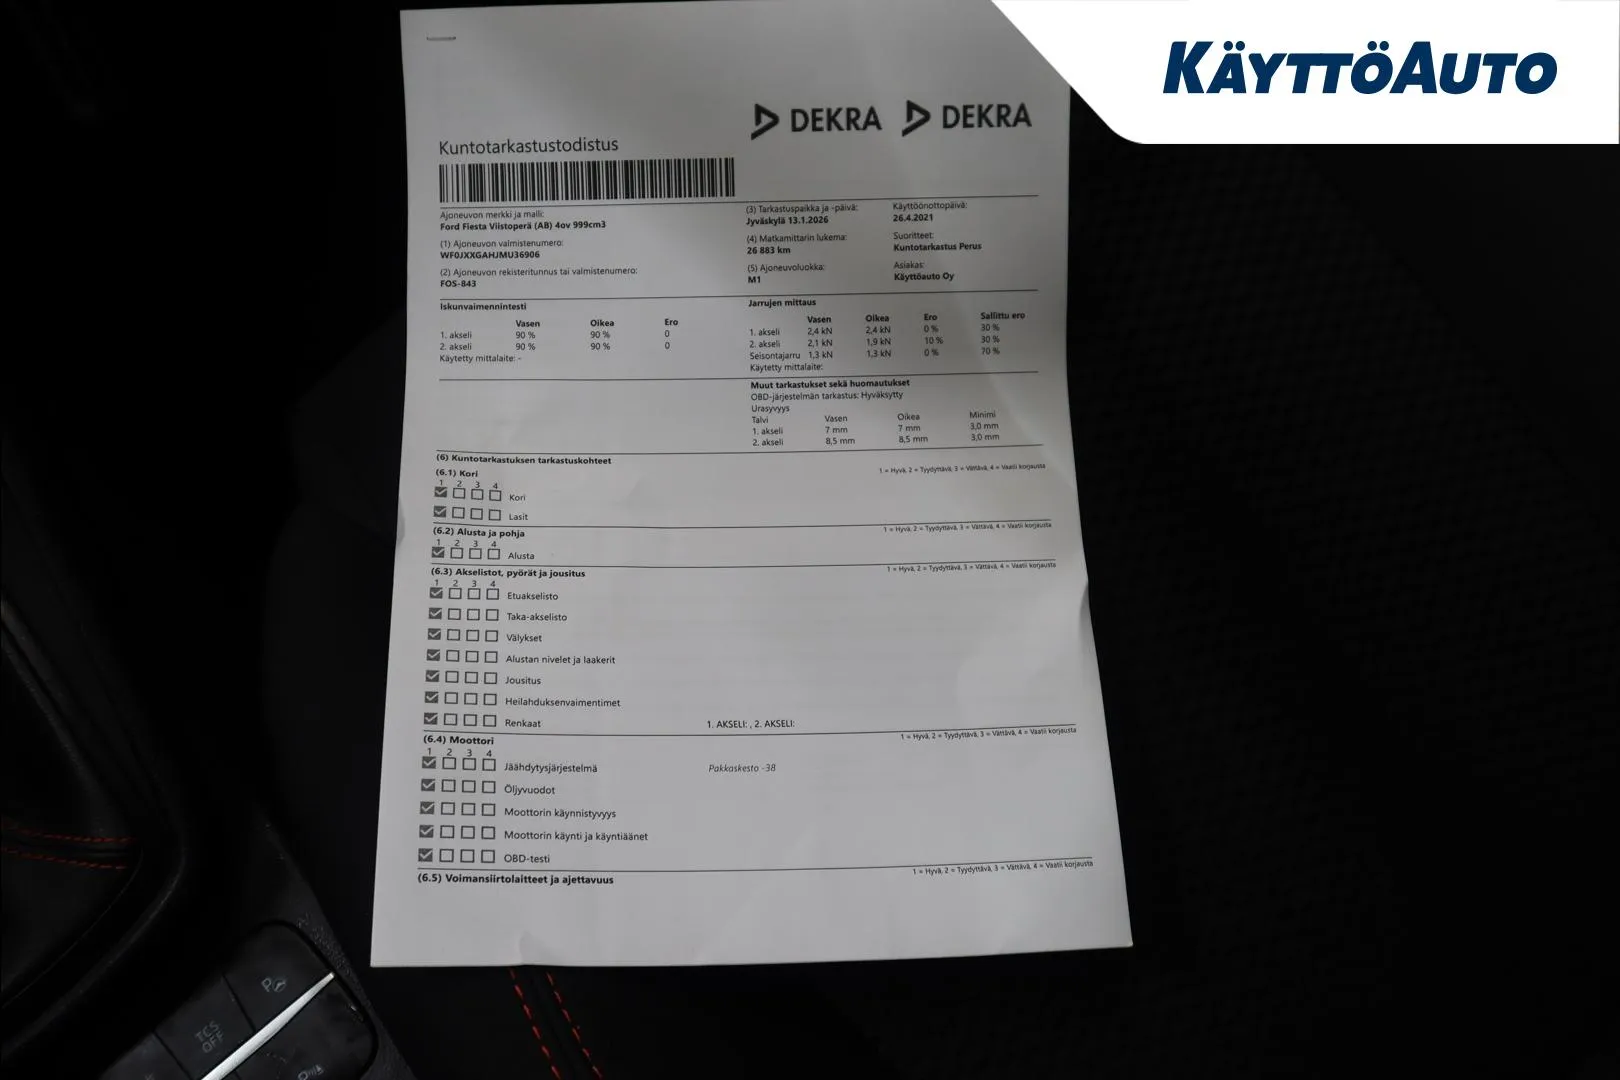 KÄYTTÖAUTO
DEKRA DEKRA
Kuntotarkastustodistus
Ajoneuvon merkki ja malli:
Ford Fiesta Viistoperä (AB) 4ov 999cm3
(1) Ajoneuvon valmistenumero:
WF0JXXGAHJMU36906
(2) Ajoneuvon rekisteritunnus tai valmistenumero:
FOS-843
(3) Tarkastuspaikka ja -päivä:
Jyväskylä 13.1.2026
(4) Matkamittarin lukema:
26 883 km
(5) Ajoneuvoluokka:
M1
Käyttöönottopäivä:
26.4.2021
Suoritteet:
Kuntotarkastus Perus
Asiakas:
Käyttöauto Oy
Iskunvaimennintesti
Vasen Oikea Ero
1. akseli 90 % 90 % 0
2. akseli 90 % 90 % 0
Käytetty mittalaite: -
Jarrujen mittaus
Vasen Oikea Ero Sallittu ero
1. akseli 2,4 kN 2,4 kN 0 % 30 %
2. akseli 2,1 kN 1,9 kN 10 % 30 %
Seisontajarru 1,3 kN 1,3 kN 0 % 70 %
Käytetty mittalaite:
Muut tarkastukset sekä huomautukset
OBD-järjestelmän tarkastus: Hyväksytty
Urasyvyys
Talvi Vasen Oikea Minimi
1. akseli 7 mm 7 mm 3,0 mm
2. akseli 8,5 mm 8,5 mm 3,0 mm
(6) Kuntotarkastuksen tarkastuskohteet
(6.1) Kori 1 = Hyvä, 2 = Tyydyttävä, 3 = Välttävä, 4 = Vaatii korjausta
1 2 3 4
Kori
Lasit
(6.2) Alusta ja pohja 1 = Hyvä, 2 = Tyydyttävä, 3 = Välttävä, 4 = Vaatii korjausta
1 2 3 4
Alusta
(6.3) Akselistot, pyörät ja jousitus 1 = Hyvä, 2 = Tyydyttävä, 3 = Välttävä, 4 = Vaatii korjausta
1 2 3 4
Etuakselisto
Taka-akselisto
Välykset
Alustan nivelet ja laakerit
Jousitus
Heilahduksenvaimentimet
Renkaat 1. AKSELI: , 2. AKSELI:
(6.4) Moottori 1 = Hyvä, 2 = Tyydyttävä, 3 = Välttävä, 4 = Vaatii korjausta
1 2 3 4
Jäähdytysjärjestelmä Pakkaskesto -38
Öljyvuodot
Moottorin käynnistyvyys
Moottorin käynti ja käyntiäänet
OBD-testi
(6.5) Voimansiirtolaitteet ja ajettavuus 1 = Hyvä, 2 = Tyydyttävä, 3 = Välttävä, 4 = Vaatii korjausta
P
TCS
OFF
P